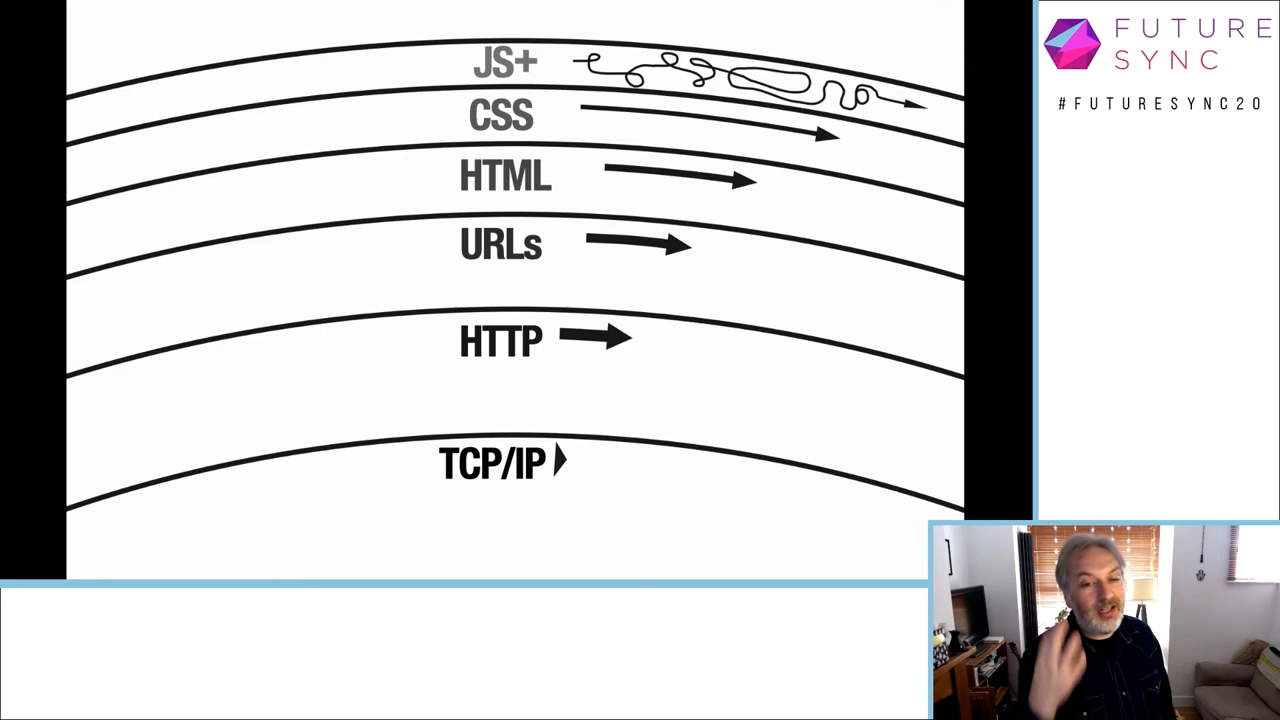 JS+
CSS
HTML
URLs
HTTP
TCP/IP
FUTURE
SYNC
#FUTURESYNC20